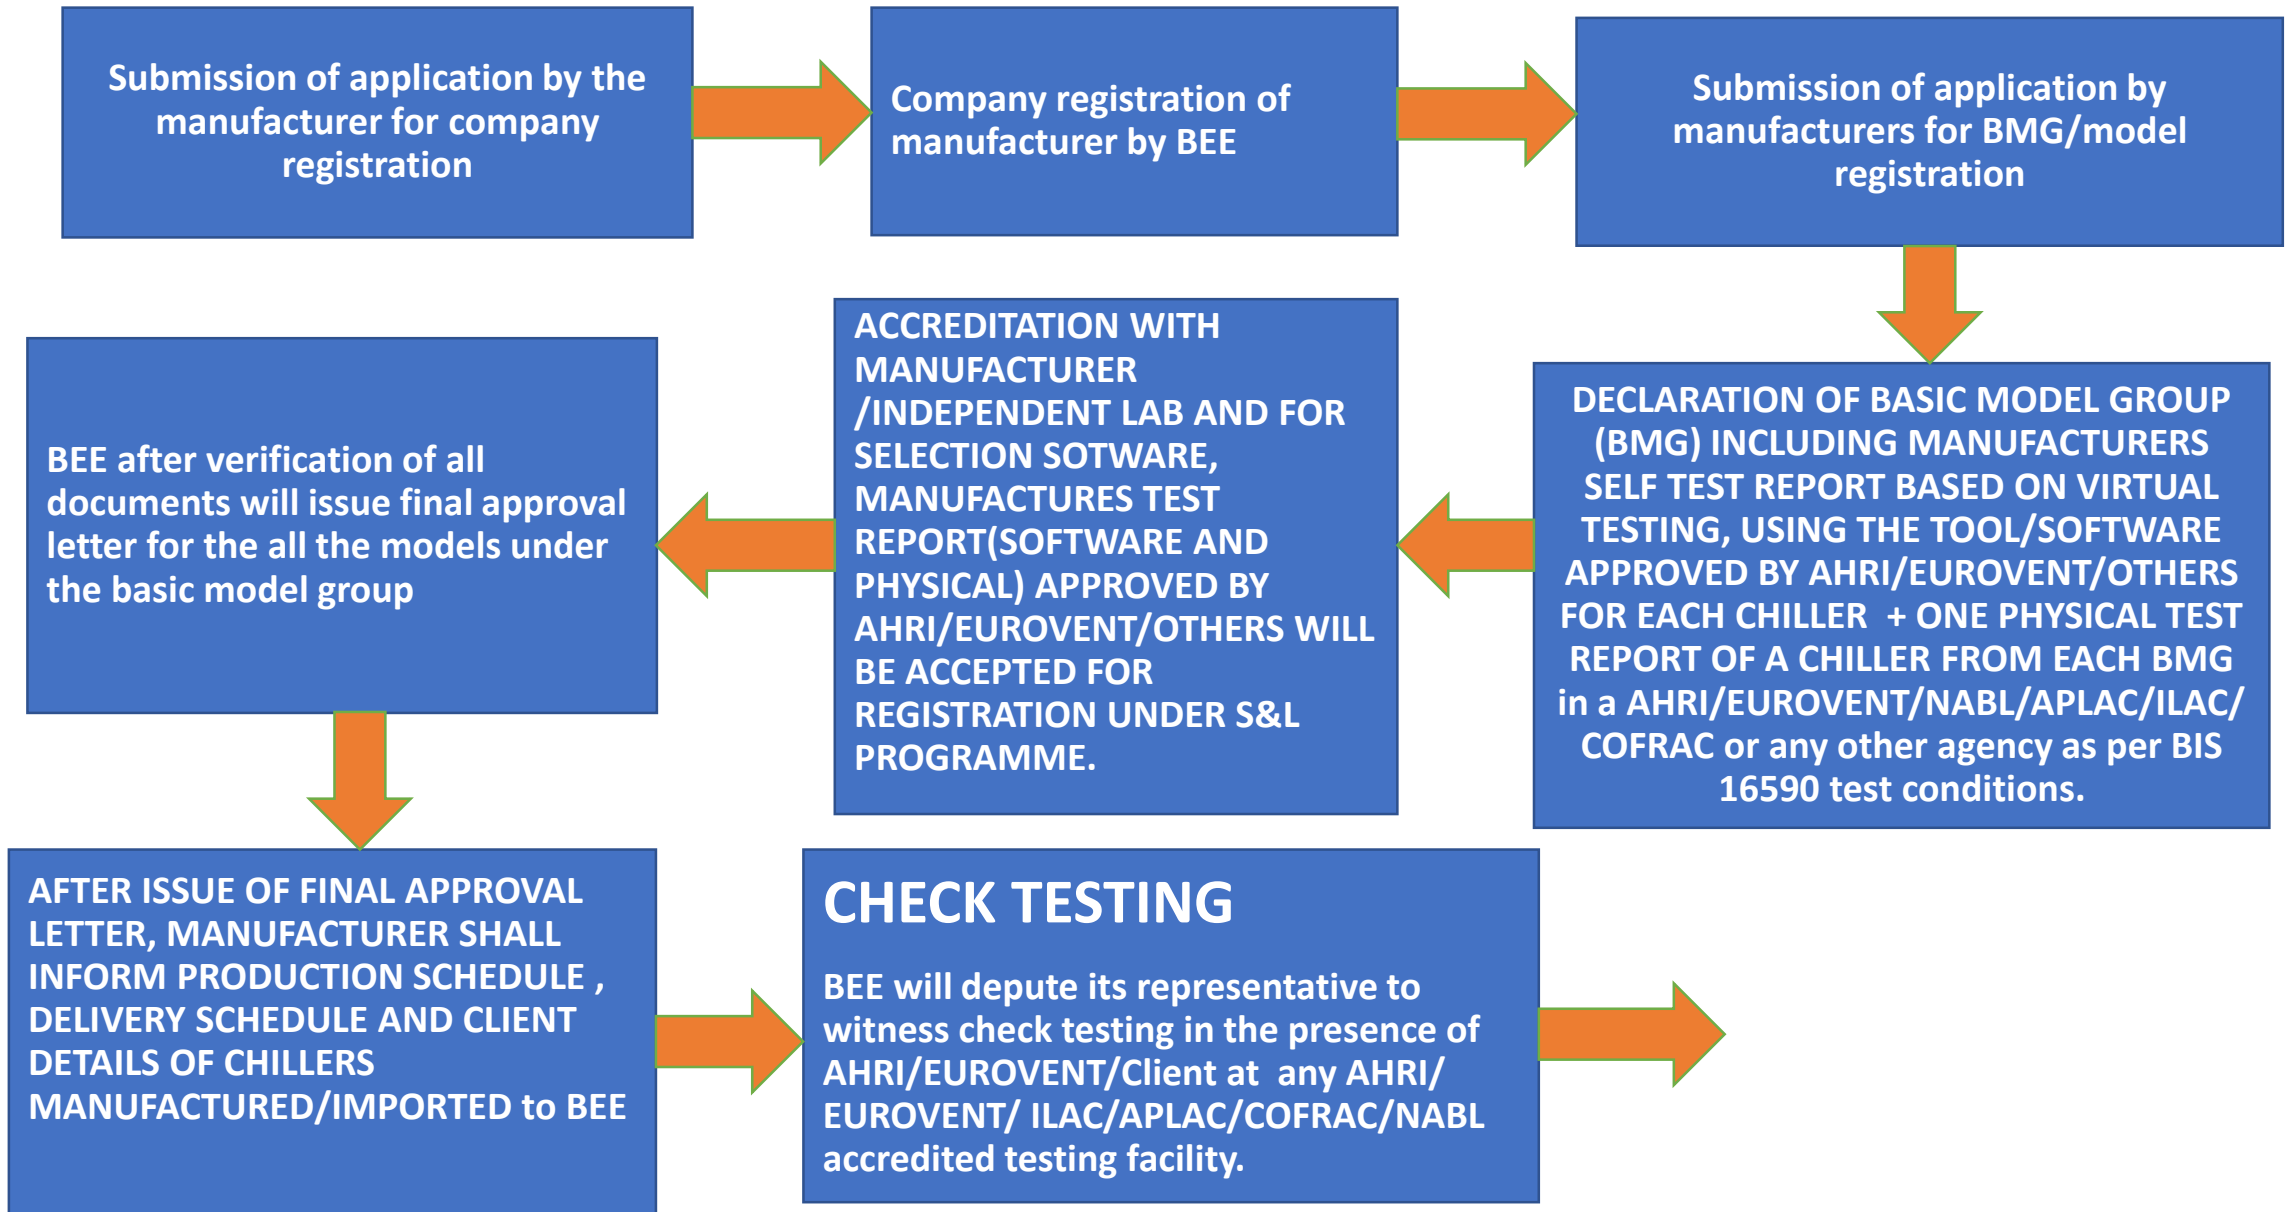 Submission of application by the
manufacturer for company
registration
Company registration of
manufacturer by BEE
Submission of application by
manufacturers for BMG/model
registration
DECLARATION OF BASIC MODEL GROUP
(BMG) INCLUDING MANUFACTURERS
SELF TEST REPORT BASED ON VIRTUAL
TESTING, USING THE TOOL/SOFTWARE
APPROVED BY AHRI/EUROVENT/OTHERS
FOR EACH CHILLER + ONE PHYSICAL TEST
REPORT OF A CHILLER FROM EACH BMG
in a AHRI/EUROVENT/NABL/APLAC/ILAC/
COFRAC or any other agency as per BIS
16590 test conditions.
ACCREDITATION WITH
MANUFACTURER
/INDEPENDENT LAB AND FOR
SELECTION SOTWARE,
MANUFACTURES TEST
REPORT(SOFTWARE AND
PHYSICAL) APPROVED BY
AHRI/EUROVENT/OTHERS WILL
BE ACCEPTED FOR
REGISTRATION UNDER S&L
PROGRAMME.
BEE after verification of all
documents will issue final approval
letter for the all the models under
the basic model group
AFTER ISSUE OF FINAL APPROVAL
LETTER, MANUFACTURER SHALL
INFORM PRODUCTION SCHEDULE ,
DELIVERY SCHEDULE AND CLIENT
DETAILS OF CHILLERS
MANUFACTURED/IMPORTED to BEE
CHECK TESTING
BEE will depute its representative to
witness check testing in the presence of
AHRI/EUROVENT/Client at any AHRI/
EUROVENT/ ILAC/APLAC/COFRAC/NABL
accredited testing facility.